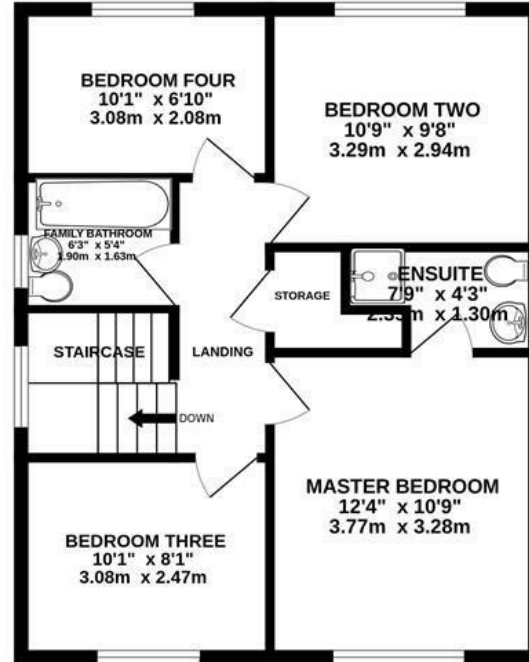 BEDROOM FOUR
10'1" x 6'10"
3.08m x 2.08m
BEDROOM TWO
10'9" x 9'8"
3.29m x 2.94m
FAMILY BATHROOM
6'3" x 5'4"
1.90m x 1.63m
ENSUITE
7'9" x 4'3"
2.35m x 1.30m
STORAGE
STAIRCASE
LANDING
DOWN
MASTER BEDROOM
12'4" x 10'9"
3.77m x 3.28m
BEDROOM THREE
10'1" x 8'1"
3.08m x 2.47m